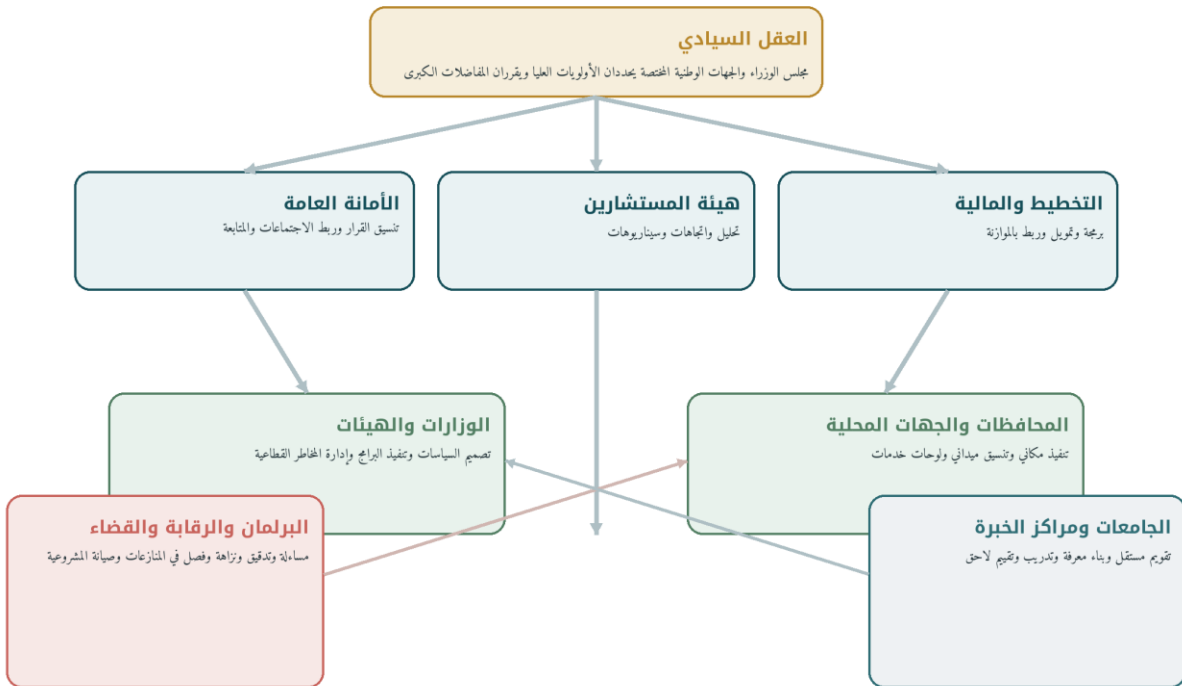 العقل السيادي
مجلس الوزراء والجهات الوطنية المختصة يحددان الأولويات العليا ويقرران المفاضلات الكبرى
التخطيط والمالية
برمجة وتمويل وربط بالموازنة
هيئة المستشارين
تحليل واتجاهات وسيناريوهات
الأمانة العامة
تنسيق القرار وربط الاجتماعات والمتابعة
المحافظات والجهات المحلية
تنفيذ مكاني وتنسيق ميداني ولوحات خدمات
الوزارات والهيئات
تصميم السياسات وتنفيذ البرامج وإدارة المخاطر القطاعية
الجامعات ومراكز الخبرة
تقويم مستقل وبناء معرفة وتدريب وتقييم لاحق
البرلمان والرقابة والقضاء
مساءلة وتدقيق ونزاهة وفصل في المنازعات وصيانة المشروعية